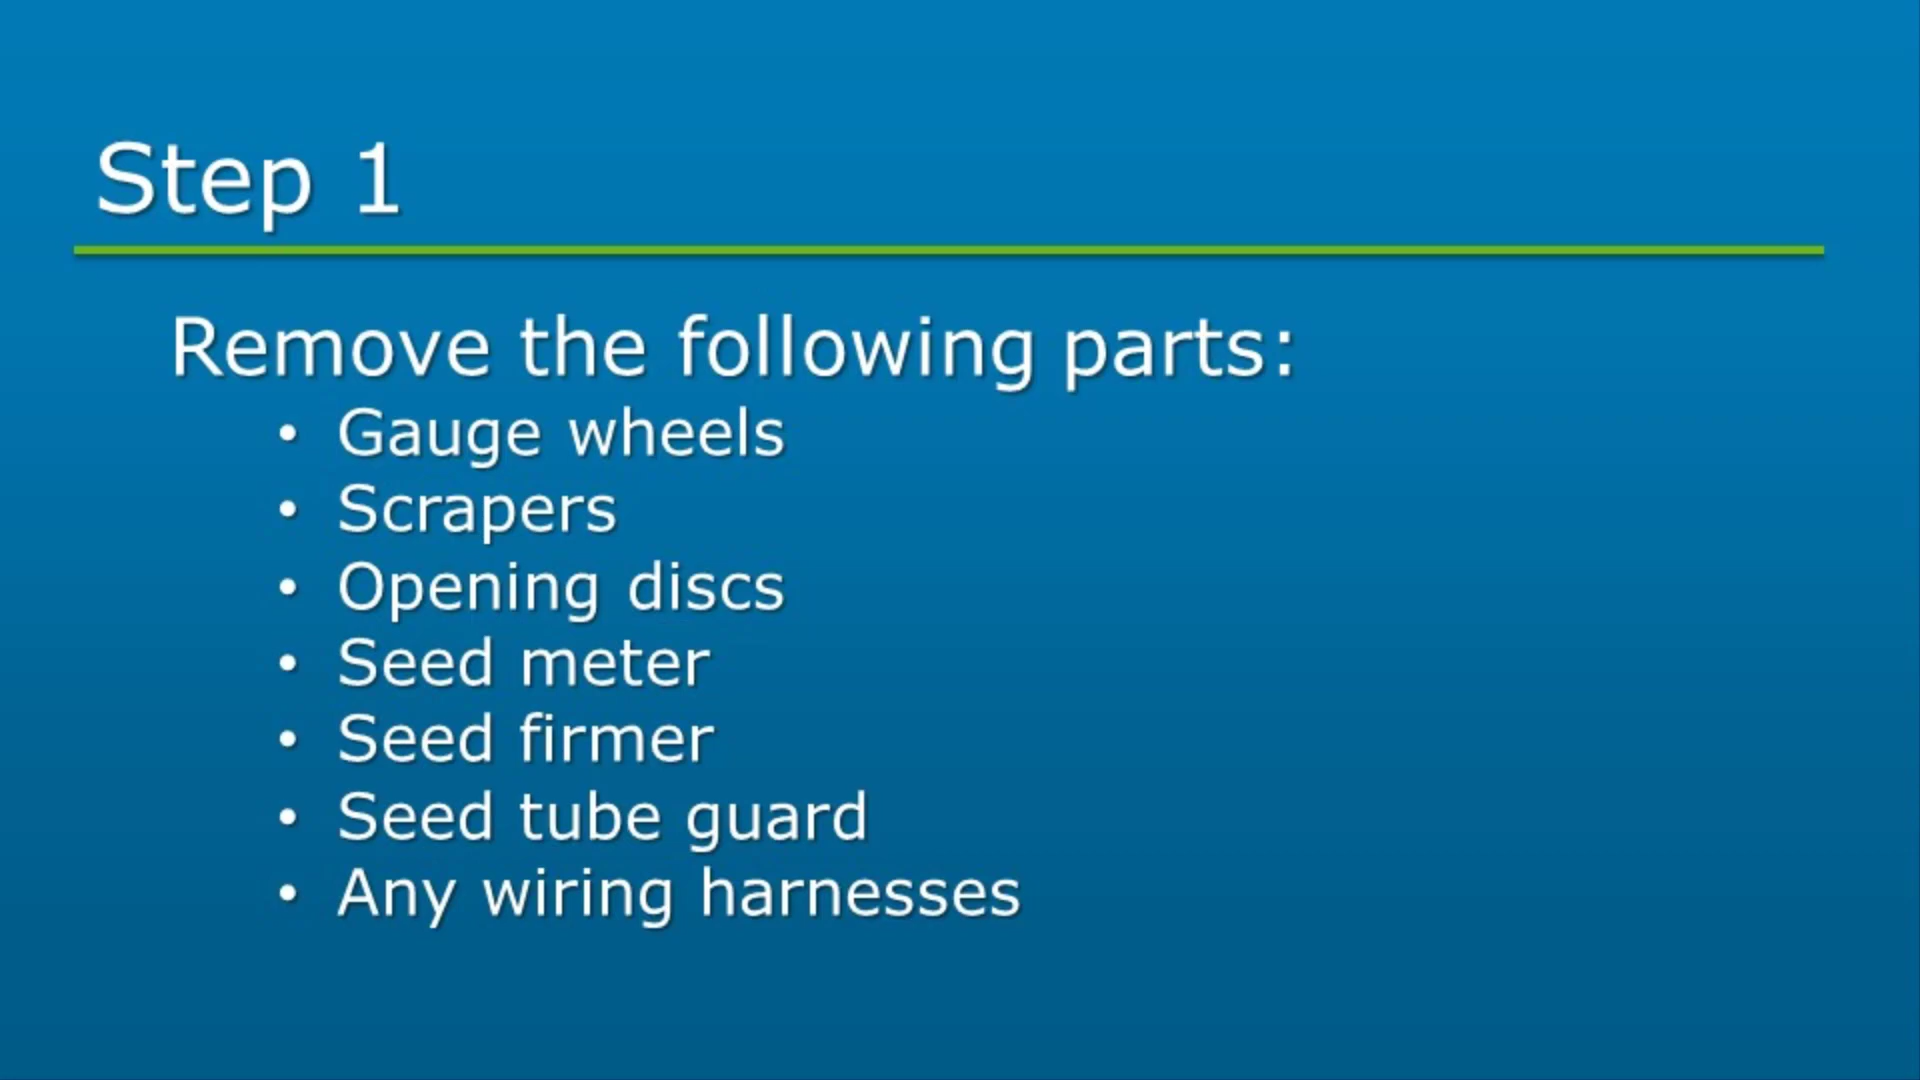 Step 1
Remove the following parts:
• Gauge wheels
• Scrapers
• Opening discs
• Seed meter
• Seed firmer
• Seed tube guard
• Any wiring harnesses